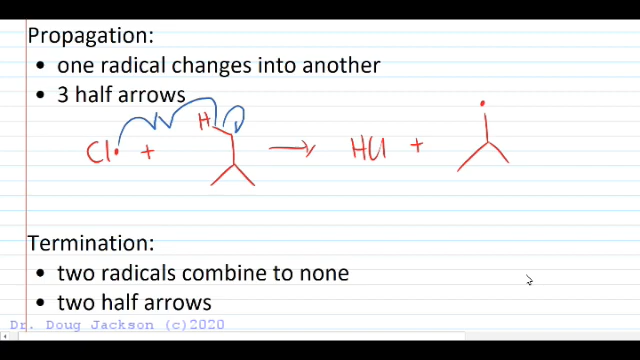 Propagation:
• one radical changes into another
• 3 half arrows
Cl• + H → HCl + •
Termination:
• two radicals combine to none
• two half arrows
Dr. Doug Jackson (c)2020